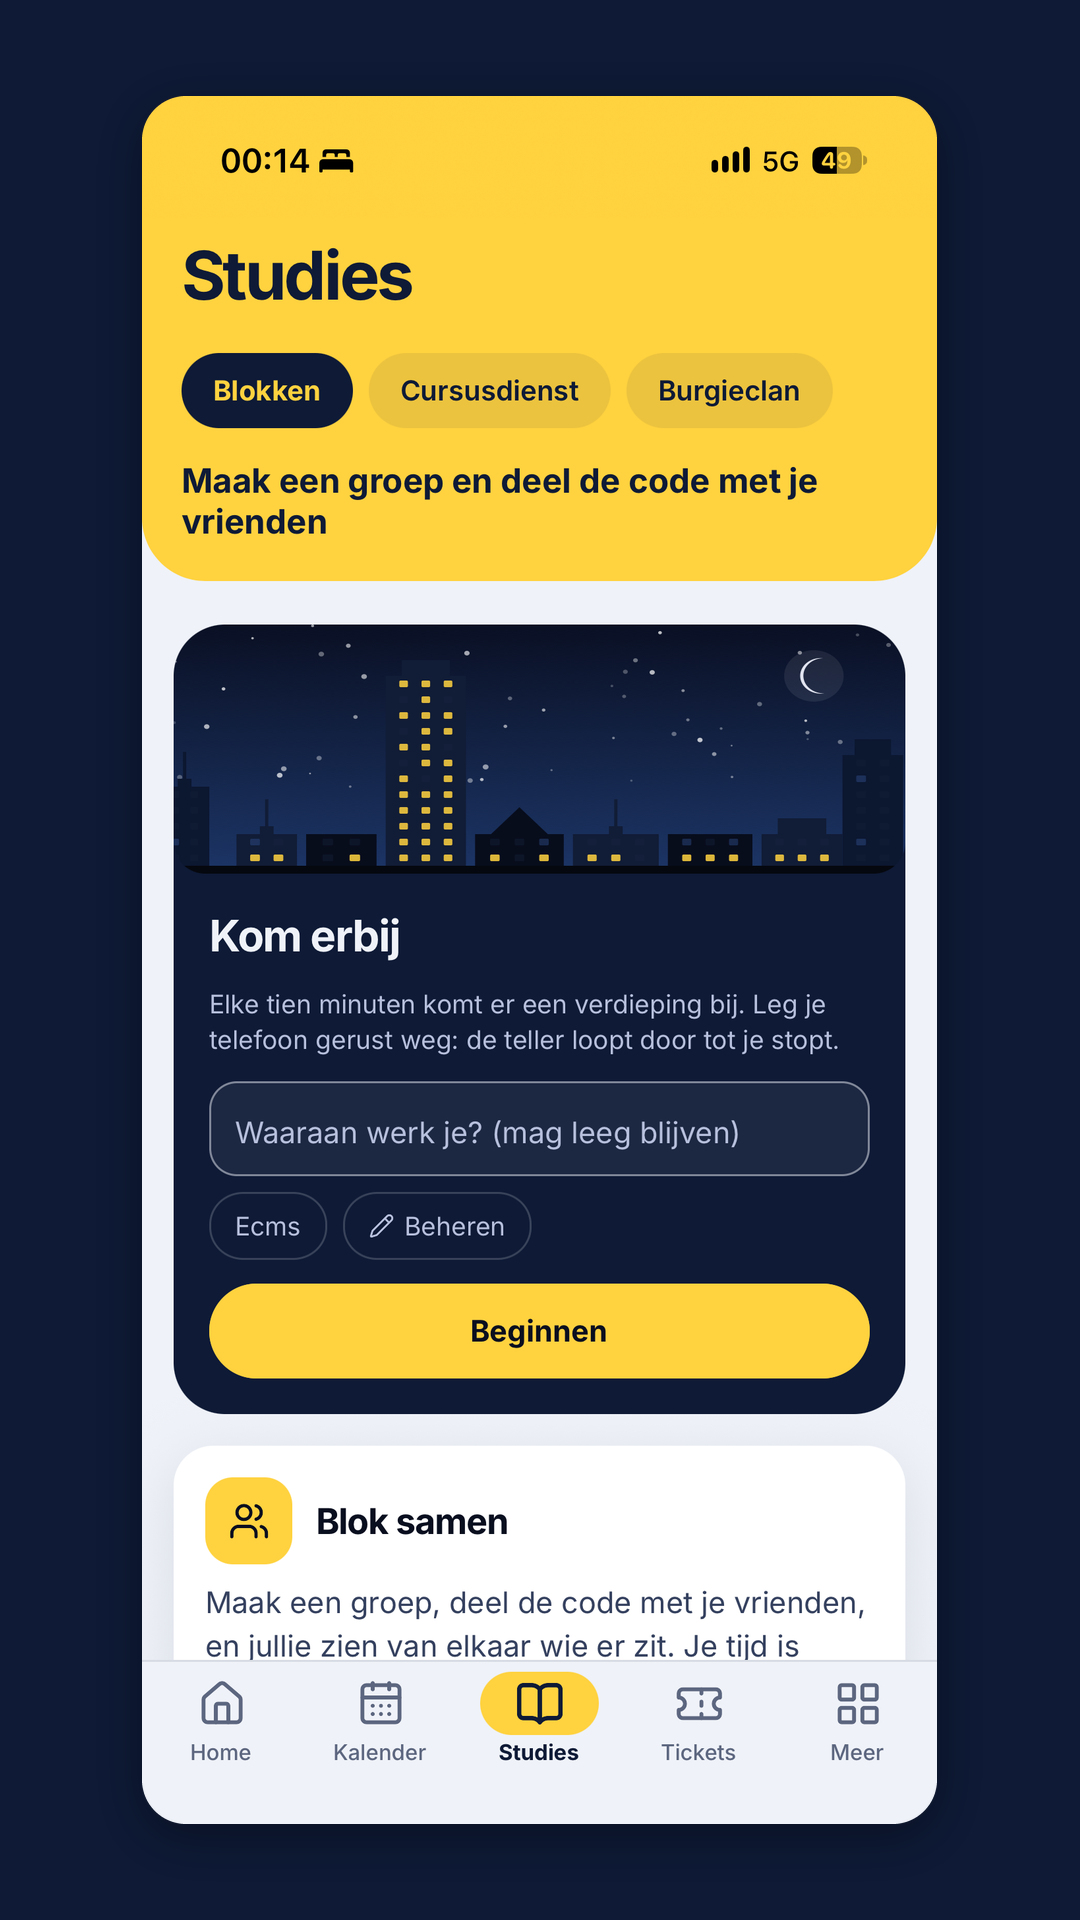 00:14
5G
49
Studies
Blokken
Cursusdienst
Burgieclan
Maak een groep en deel de code met je
vrienden
Kom erbij
Elke tien minuten komt er een verdieping bij. Leg je
telefoon gerust weg: de teller loopt door tot je stopt.
Waaraan werk je? (mag leeg blijven)
Ecms
Beheren
Beginnen
Blok samen
Maak een groep, deel de code met je vrienden,
en jullie zien van elkaar wie er zit. Je tijd is
Home
Kalender
Studies
Tickets
Meer